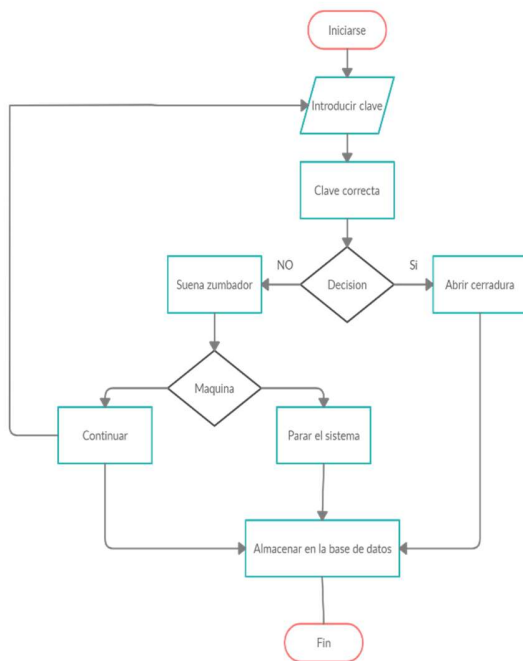 Iniciarse
Introducir clave
Clave correcta
NO
Si
Suena zumbador
Decision
Abrir cerradura
Maquina
Continuar
Parar el sistema
Almacenar en la base de datos
Fin